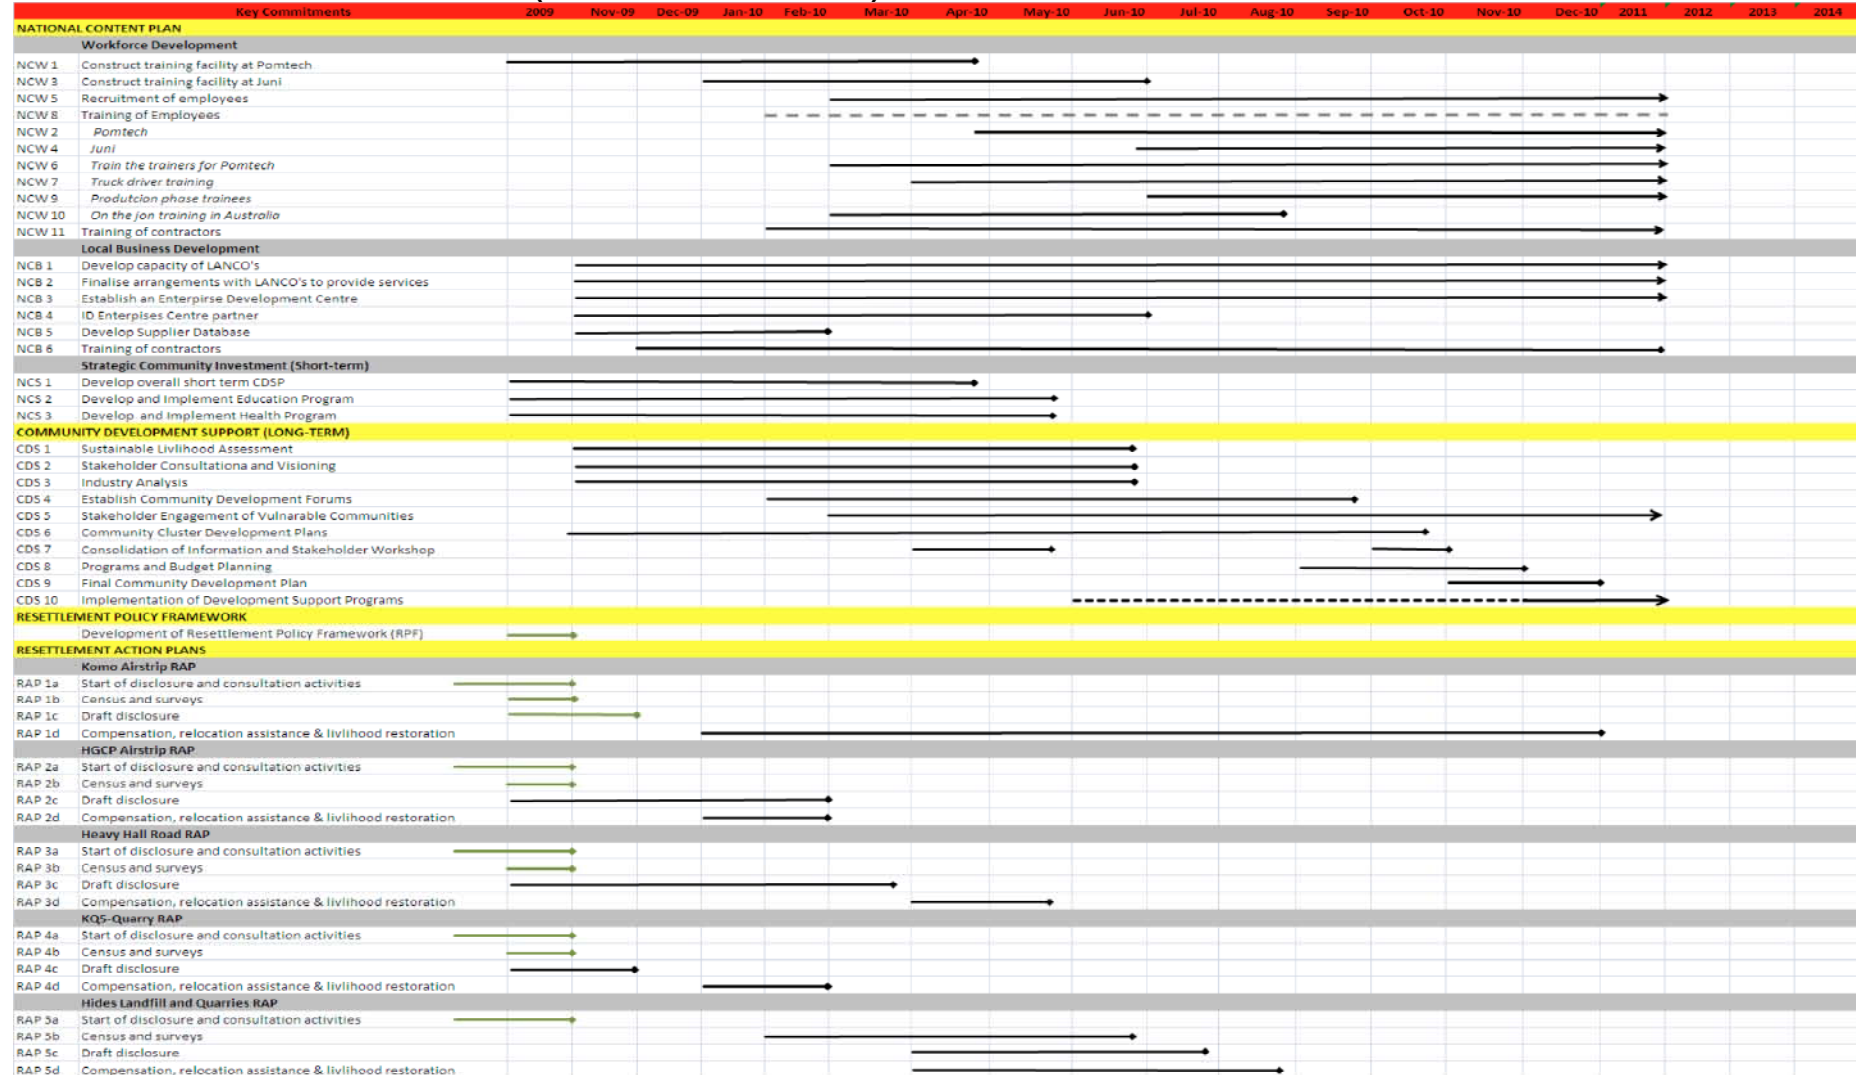 Key Commitments 2009 Nov-09 Dec-09 Jan-10 Feb-10 Mar-10 Apr-10 May-10 Jun-10 Jul-10 Aug-10 Sep-10 Oct-10 Nov-10 Dec-10 2011 2012 2013 2014
NATIONAL CONTENT PLAN
Workforce Development
NCW 1 Construct training facility at Pomtech
NCW 3 Construct training facility at Juni
NCW 5 Recruitment of employees
NCW 8 Training of Employees
NCW 2 Pomtech
NCW 4 Juni
NCW 6 Train the trainers for Pomtech
NCW 7 Truck driver training
NCW 9 Produtcion phase trainees
NCW 10 On the jon training in Australia
NCW 11 Training of contractors
Local Business Development
NCB 1 Develop capacity of LANCO's
NCB 2 Finalise arrangements with LANCO's to provide services
NCB 3 Establish an Enterpirse Development Centre
NCB 4 ID Enterpises Centre partner
NCB 5 Develop Supplier Database
NCB 6 Training of contractors
Strategic Community Investment (Short-term)
NCS 1 Develop overall short term CDSP
NCS 2 Develop and Implement Education Program
NCS 3 Develop and Implement Health Program
COMMUNITY DEVELOPMENT SUPPORT (LONG-TERM)
CDS 1 Sustainable Livlihood Assessment
CDS 2 Stakeholder Consultationa and Visioning
CDS 3 Industry Analysis
CDS 4 Establish Community Development Forums
CDS 5 Stakeholder Engagement of Vulnarable Communities
CDS 6 Community Cluster Development Plans
CDS 7 Consolidation of Information and Stakeholder Workshop
CDS 8 Programs and Budget Planning
CDS 9 Final Community Development Plan
CDS 10 Implementation of Development Support Programs
RESETTLEMENT POLICY FRAMEWORK
Development of Resettlement Policy Framework (RPF)
RESETTLEMENT ACTION PLANS
Komo Airstrip RAP
RAP 1a Start of disclosure and consultation activities
RAP 1b Census and surveys
RAP 1c Draft disclosure
RAP 1d Compensation, relocation assistance & livlihood restoration
HGCP Airstrip RAP
RAP 2a Start of disclosure and consultation activities
RAP 2b Census and surveys
RAP 2c Draft disclosure
RAP 2d Compensation, relocation assistance & livlihood restoration
Heavy Hall Road RAP
RAP 3a Start of disclosure and consultation activities
RAP 3b Census and surveys
RAP 3c Draft disclosure
RAP 3d Compensation, relocation assistance & livlihood restoration
KQ5-Quarry RAP
RAP 4a Start of disclosure and consultation activities
RAP 4b Census and surveys
RAP 4c Draft disclosure
RAP 4d Compensation, relocation assistance & livlihood restoration
Hides Landfill and Quarries RAP
RAP 5a Start of disclosure and consultation activities
RAP 5b Census and surveys
RAP 5c Draft disclosure
RAP 5d Compensation, relocation assistance & livlihood restoration